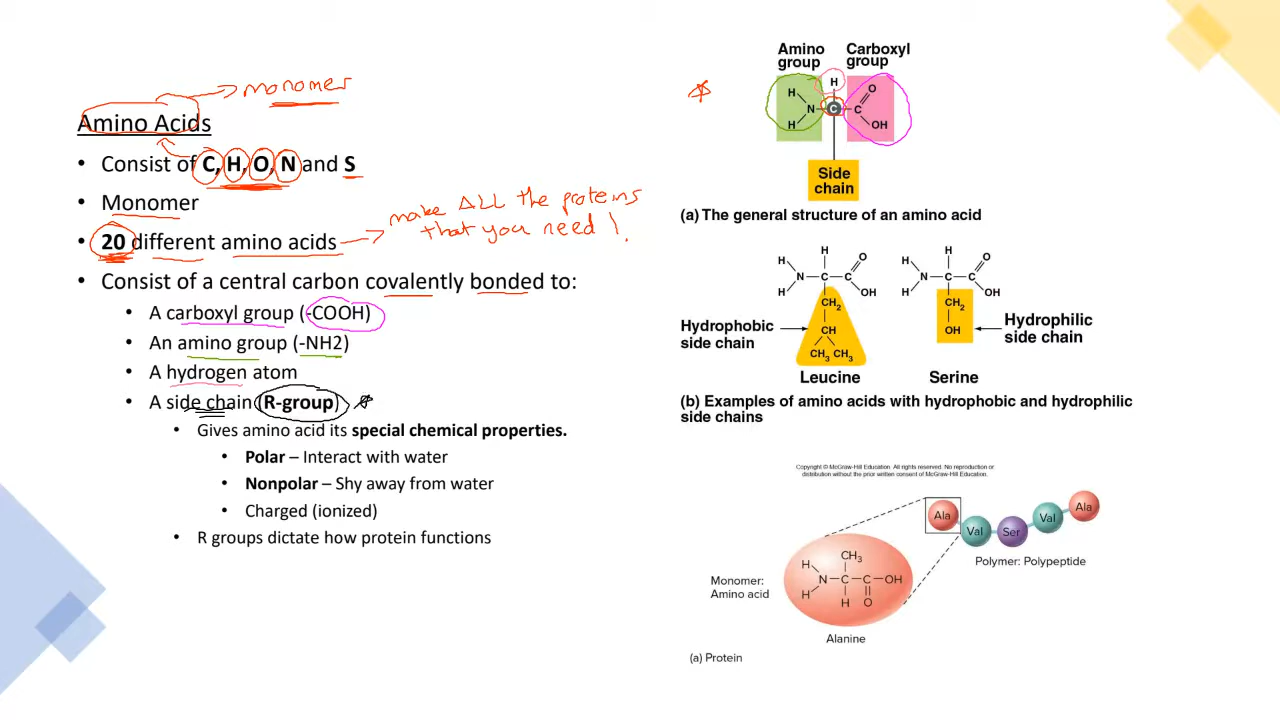 monomer
Amino Acids
• Consist of C, H, O, N and S
• Monomer
• 20 different amino acids
make ALL the proteins
that you need!
• Consist of a central carbon covalently bonded to:
• A carboxyl group (-COOH)
• An amino group (-NH2)
• A hydrogen atom
• A side chain (R-group)
• Gives amino acid its special chemical properties.
• Polar – Interact with water
• Nonpolar – Shy away from water
• Charged (ionized)
• R groups dictate how protein functions
Amino group
Carboxyl group
H
H
O
N
C
C
H
OH
Side
chain
(a) The general structure of an amino acid
H
H
O
N
C
C
H
OH
CH2
CH
CH3 CH3
Hydrophobic
side chain
Leucine
H
H
O
N
C
C
H
OH
CH2
OH
Hydrophilic
side chain
Serine
(b) Examples of amino acids with hydrophobic and hydrophilic
side chains
Copyright © McGraw-Hill Education. All rights reserved. No reproduction or
distribution without the prior written consent of McGraw-Hill Education.
Ala
Val
Ser
Val
Ala
Polymer: Polypeptide
Monomer:
Amino acid
CH3
H
N
C
C
OH
H
H
O
Alanine
(a) Protein